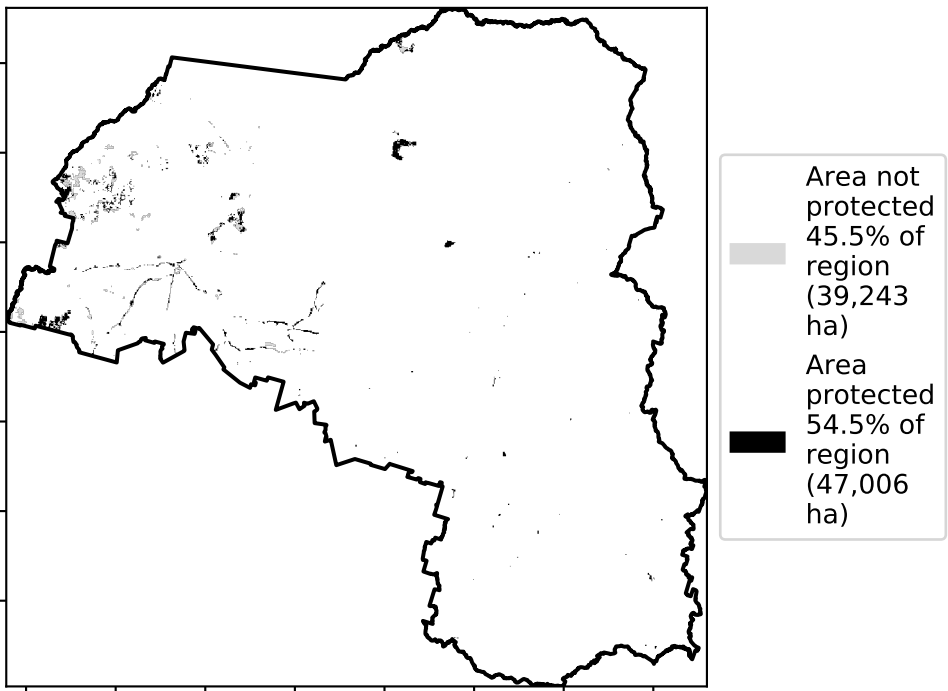 Area not
protected
45.5% of
region
(39,243
ha)
Area
protected
54.5% of
region
(47,006
ha)